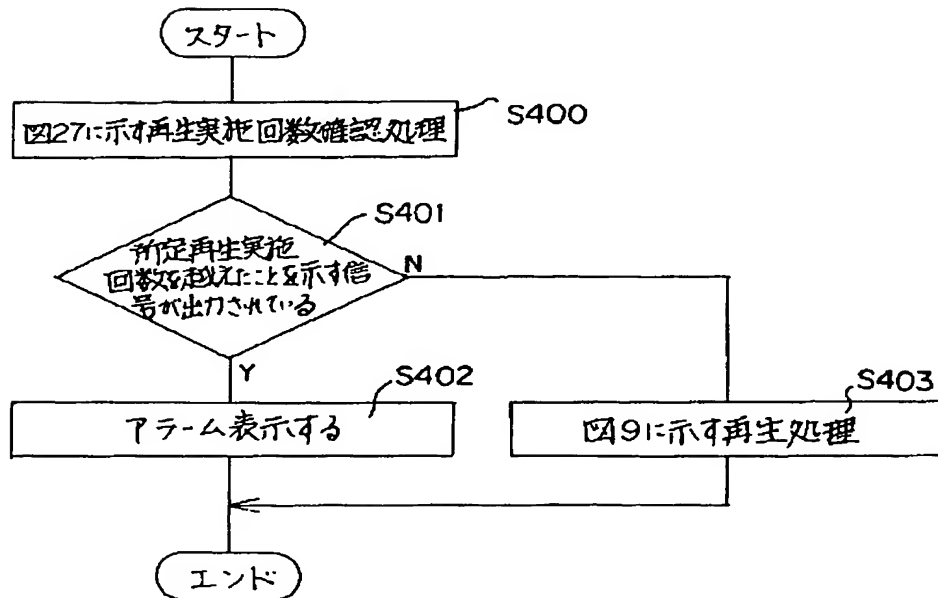 スタート
図27に示す再生実施回数確認処理
S400
S401
所定再生実施
回数を越えたことを示す信
号が出力されている
N
Y
S402
アラーム表示する
S403
図9に示す再生処理
エンド